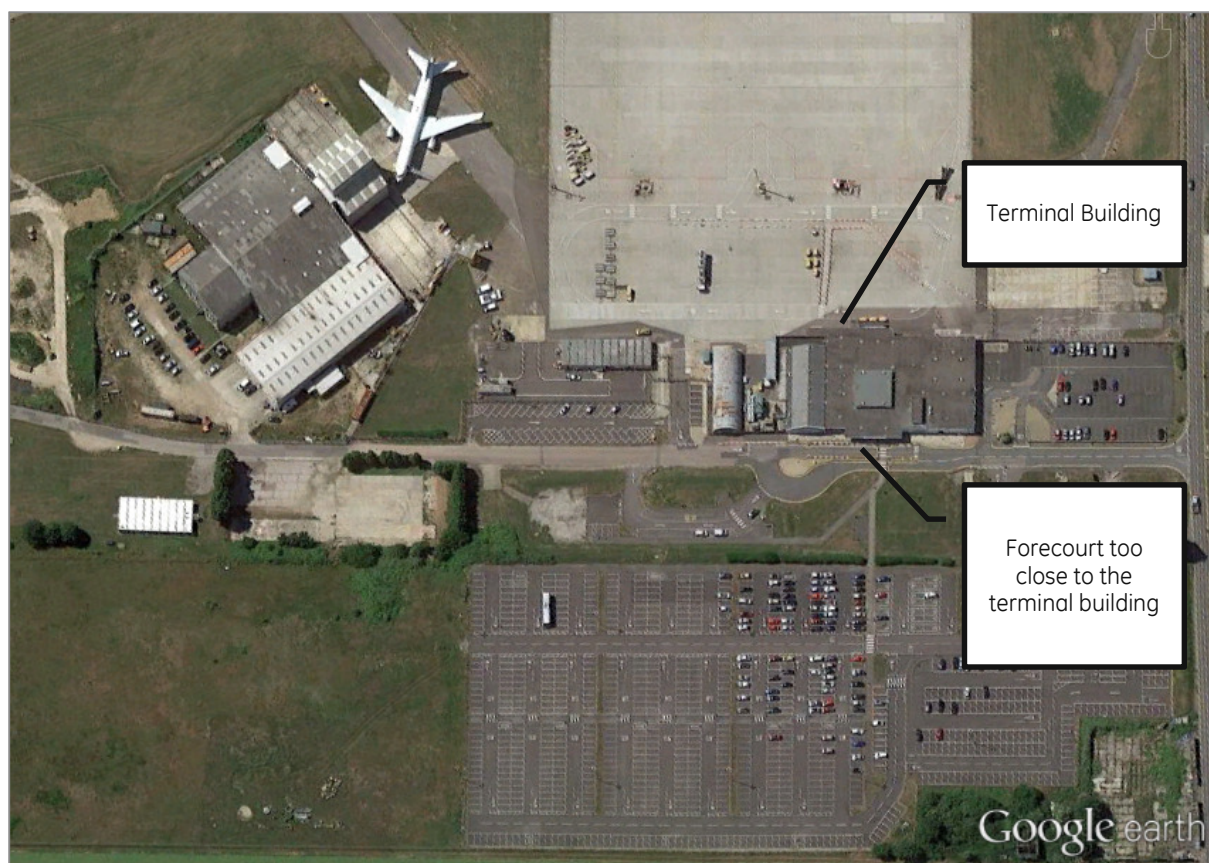 Terminal Building
Forecourt too
close to the
terminal building
Google earth